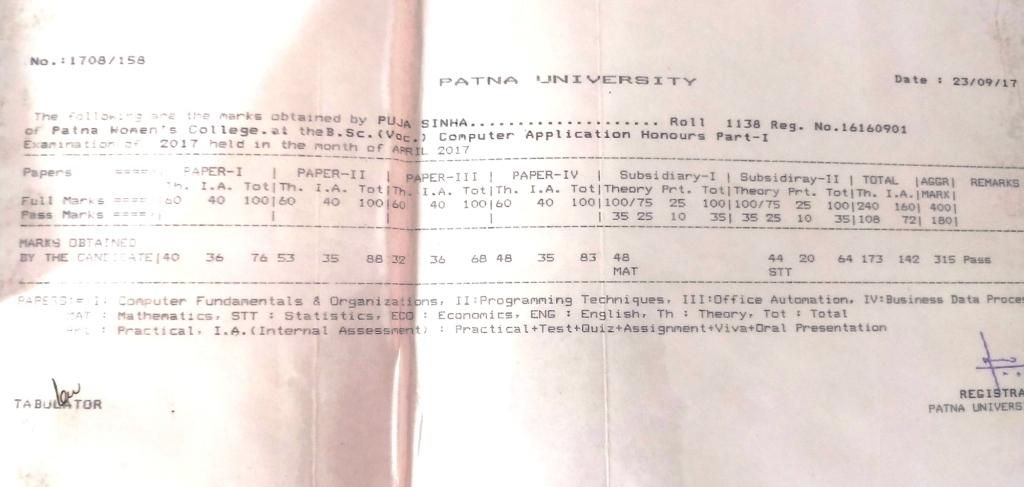 No.:1708/158
PATNA UNIVERSITY
Date : 23/09/17
The following are the marks obtained by PUJA SINHA..................... Roll 1138 Reg. No.16160901
of Patna Women's College.at theB.Sc.(Voc.) Computer Application Honours Part-I
Examination of 2017 held in the month of APRIL 2017
Papers ====: PAPER-I | PAPER-II | PAPER-III | PAPER-IV | Subsidiary-I | Subsidiray-II | TOTAL |AGGR| REMARKS
Th. I.A. Tot|Th. I.A. Tot|Th. I.A. Tot|Th. I.A. Tot|Theory Prt. Tot|Theory Prt. Tot|Th. I.A.|MARK|
Full Marks ==== : 60 40 100|60 40 100|60 40 100|60 40 100|100/75 25 100|100/75 25 100|240 160| 400|
Pass Marks ==== : | | | |35 25 10 35|35 25 10 35|108 72| 180|
MARKS OBTAINED
BY THE CANDIDATE|40 36 76 53 35 88 32 36 68 48 35 83 48 44 20 64 173 142 315 Pass
MAT STT
PAPERS:= I: Computer Fundamentals & Organizations, II:Programming Techniques, III:Office Automation, IV:Business Data
MAT : Mathematics, STT : Statistics, ECO : Economics, ENG : English, Th : Theory, Tot : Total
: Practical, I.A.(Internal Assessment) : Practical+Test+Quiz+Assignment+Viva+Oral Presentation
TABULATOR
REGISTRA
PATNA UNIVERS